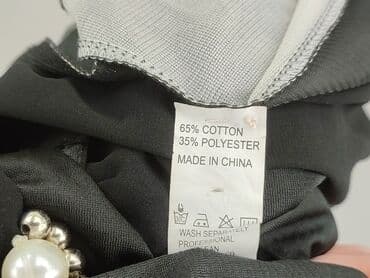 65% COTTON
35% POLYESTER
MADE IN CHINA
WASH SEPARATELY
PROFESSIONAL